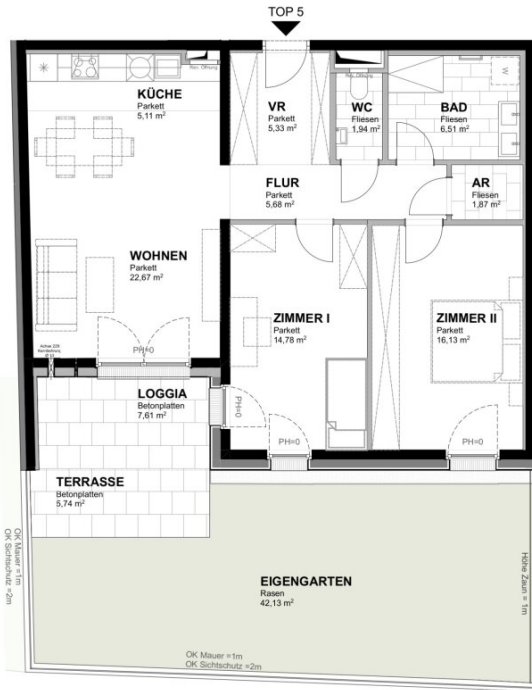 TOP 5
KÜCHE
Parkett
5,11 m²
VR
Parkett
5,33 m²
WC
Fliesen
1,94 m²
BAD
Fliesen
6,51 m²
W
FLUR
Parkett
5,68 m²
AR
Fliesen
1,87 m²
WOHNEN
Parkett
22,67 m²
ZIMMER I
Parkett
14,78 m²
ZIMMER II
Parkett
16,13 m²
PH=0
LOGGIA
Betonplatten
7,61 m²
PH=0
PH=0
PH=0
TERRASSE
Betonplatten
5,74 m²
OK Mauer =1m
OK Sichtschutz =2m
EIGENGARTEN
Rasen
42,13 m²
Höhe Zaun = 1m
OK Mauer =1m
OK Sichtschutz =2m